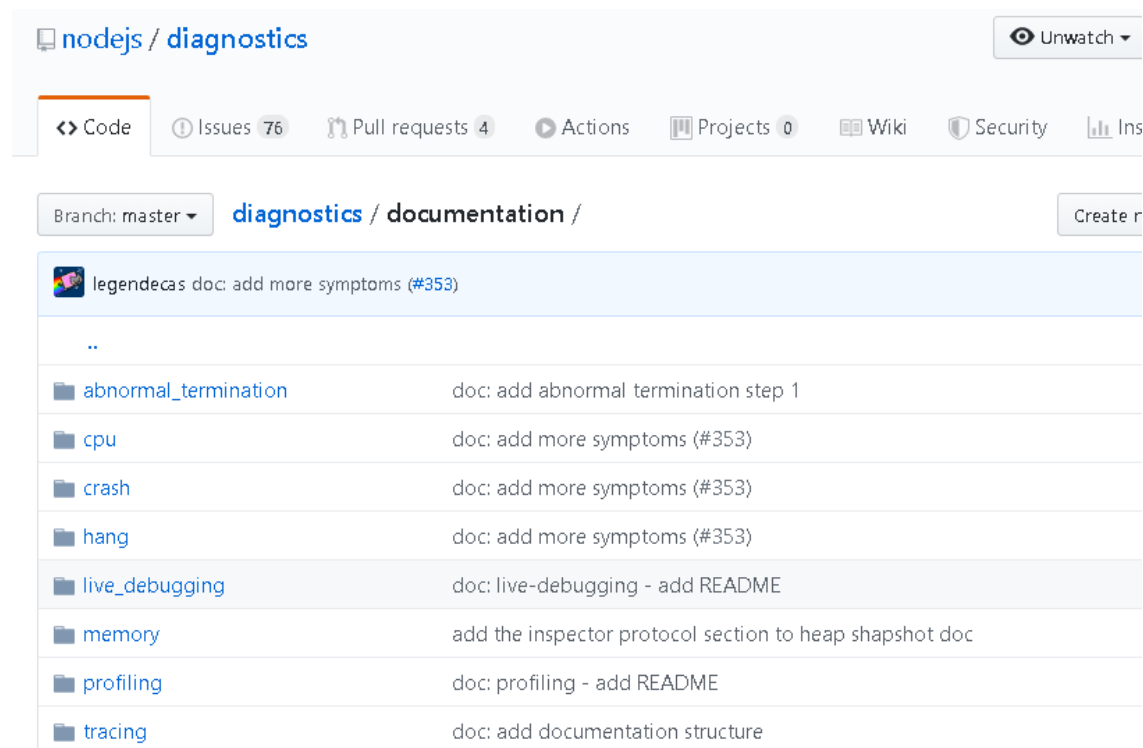 nodejs / diagnostics
Unwatch
<> Code Issues 76 Pull requests 4 Actions Projects 0 Wiki Security Ins
Branch: master diagnostics / documentation /
Create n
legendecas doc: add more symptoms (#353)
..
abnormal_termination doc: add abnormal termination step 1
cpu doc: add more symptoms (#353)
crash doc: add more symptoms (#353)
hang doc: add more symptoms (#353)
live_debugging doc: live-debugging - add README
memory add the inspector protocol section to heap shapshot doc
profiling doc: profiling - add README
tracing doc: add documentation structure